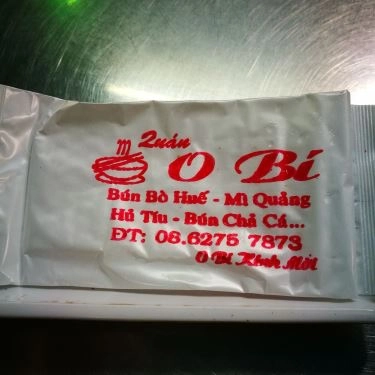 Quán
O Bí
Bún Bò Huế - Mì Quảng
Hủ Tíu - Bún Chả Cá...
ĐT: 08.6275 7873
O Bí Kính Mời